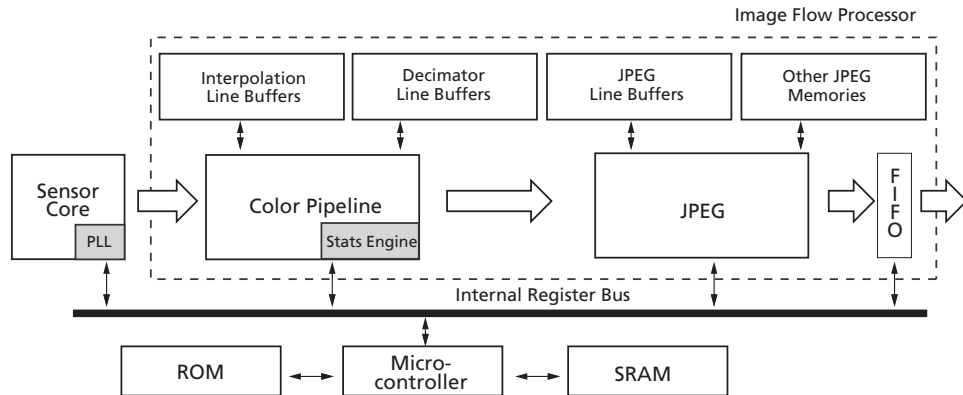 Image Flow Processor
Interpolation
Line Buffers
Decimator
Line Buffers
JPEG
Line Buffers
Other JPEG
Memories
Sensor
Core
PLL
Color Pipeline
Stats Engine
JPEG
F
I
F
O
Internal Register Bus
ROM
Micro-
controller
SRAM